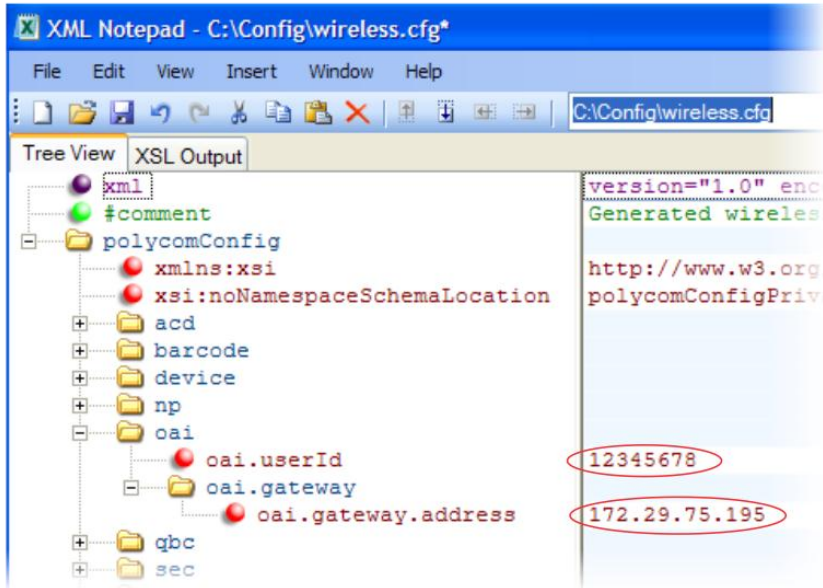 XML Notepad - C:\Config\wireless.cfg*
File Edit View Insert Window Help
C:\Config\wireless.cfg
Tree View XSL Output
xml version="1.0" enc
#comment Generated wireles
polycomConfig
xmlns:xsi http://www.w3.org
xsi:noNamespaceSchemaLocation polycomConfigPriv
acd
barcode
device
np
oai
oai.userId 12345678
oai.gateway
oai.gateway.address 172.29.75.195
qbc
sec